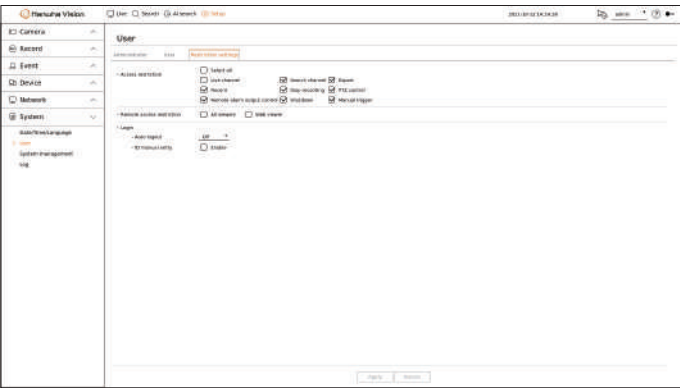 Hanwha Vision
Live Search AI search Setup
admin
Camera
Record
Event
Device
Network
System
Date/Time/Language
User
System management
Log
User
Administrator User Authentication settings
Access restriction
Select all
Live channel Search channel Export
Record Stop recording PTZ control
Remote alarm output control Shutdown Manual trigger
Remote access restriction All viewers Web viewer
Login
Auto logout Off
ID manual entry Enable
Apply